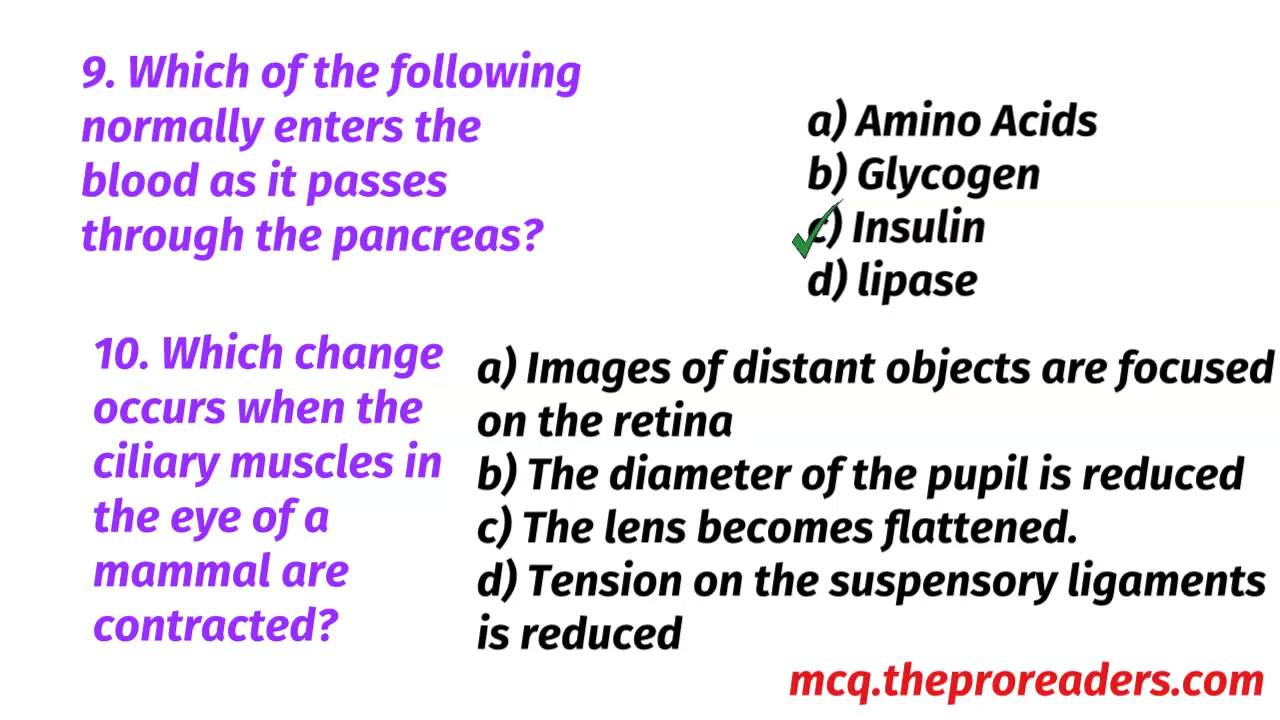 9. Which of the following
normally enters the
blood as it passes
through the pancreas?
a) Amino Acids
b) Glycogen
c) Insulin
d) lipase
10. Which change
occurs when the
ciliary muscles in
the eye of a
mammal are
contracted?
a) Images of distant objects are focused
on the retina
b) The diameter of the pupil is reduced
c) The lens becomes flattened.
d) Tension on the suspensory ligaments
is reduced
mcq.theproreaders.com